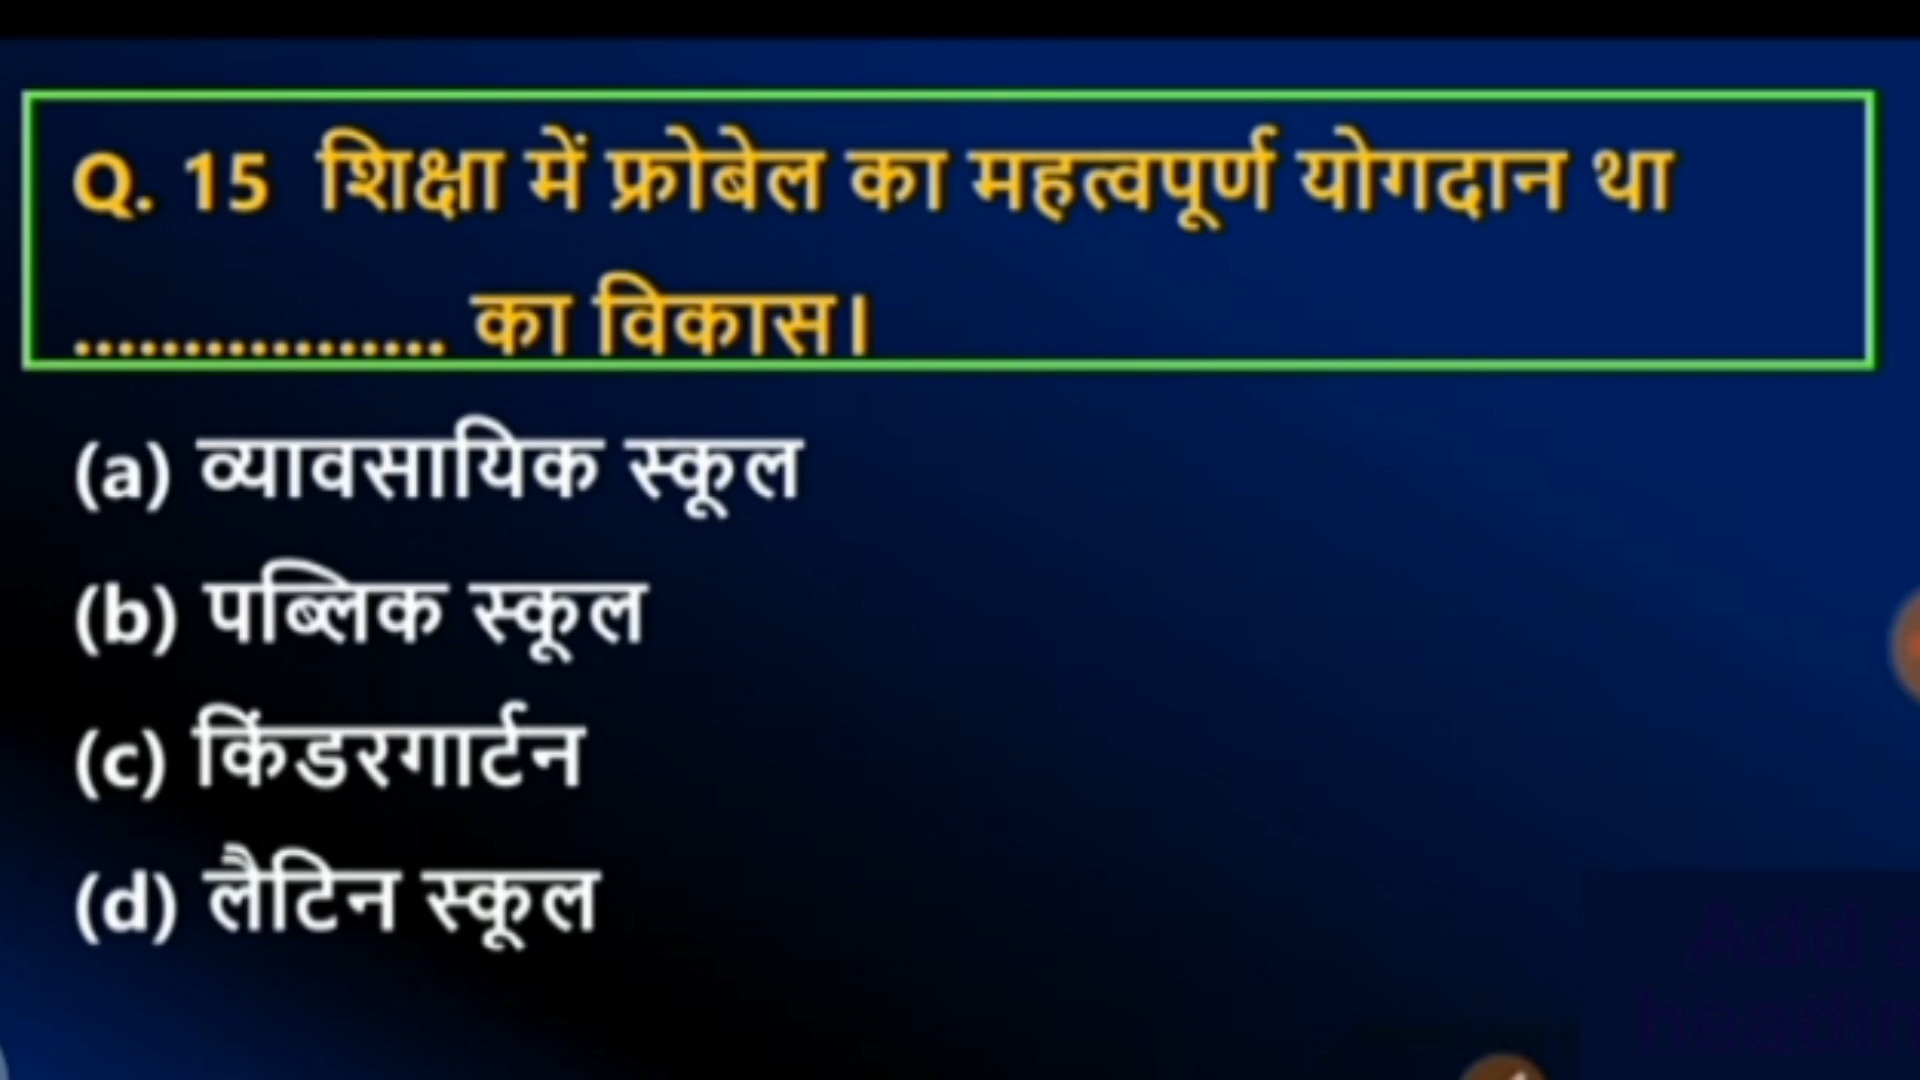 Q. 15 शिक्षा में फ्रोबेल का महत्वपूर्ण योगदान था
................. का विकास।
(a) व्यावसायिक स्कूल
(b) पब्लिक स्कूल
(c) किंडरगार्टन
(d) लैटिन स्कूल